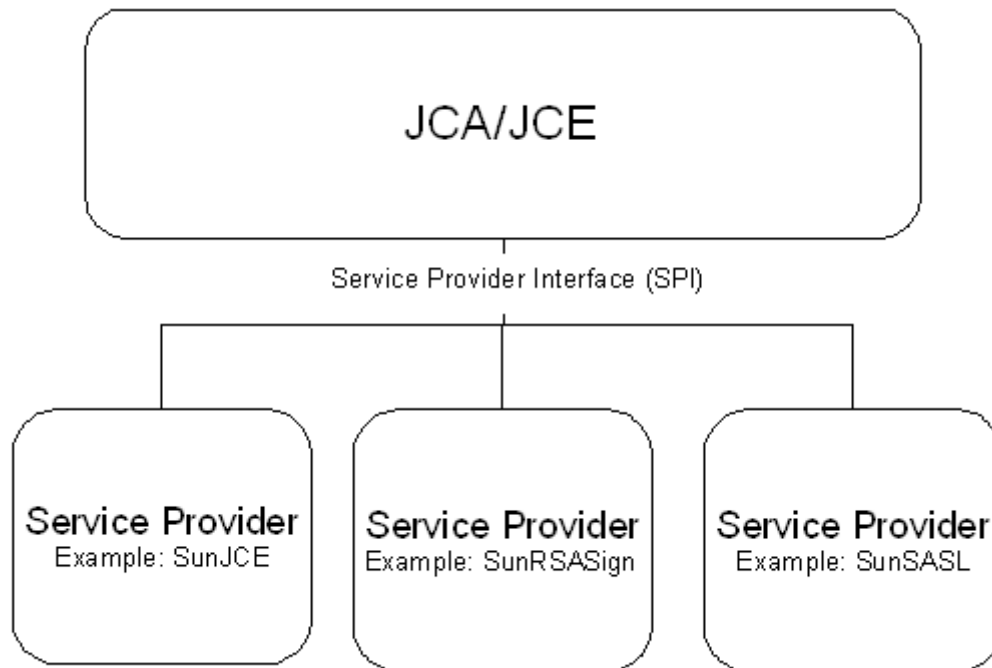 JCA/JCE
Service Provider Interface (SPI)
Service Provider
Example: SunJCE
Service Provider
Example: SunRSASign
Service Provider
Example: SunSASL